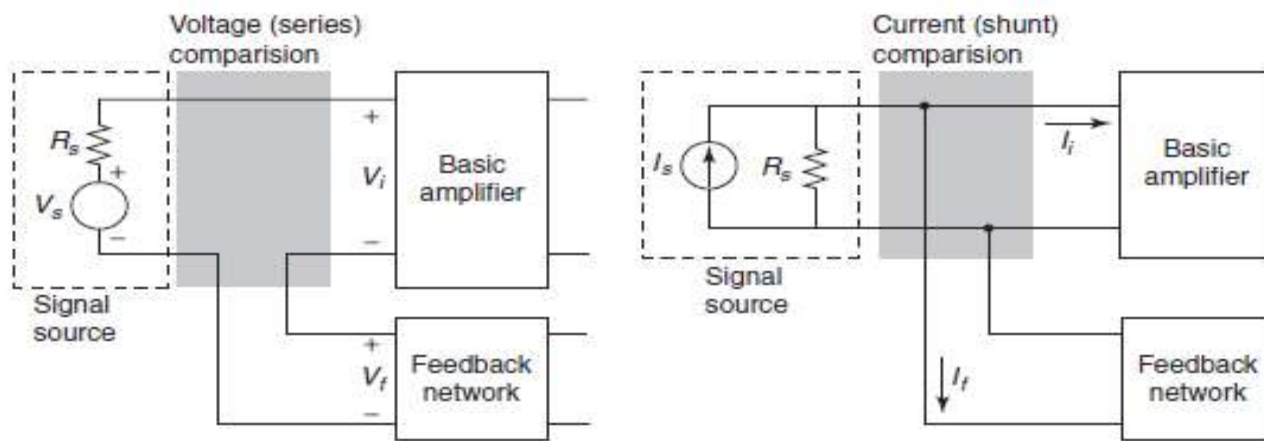 Voltage (series)
comparision
R_s
+
V_s
−
Signal
source
+
V_i
−
Basic
amplifier
+
V_f
−
Feedback
network
Current (shunt)
comparision
I_s
R_s
I_i
Signal
source
Basic
amplifier
I_f
Feedback
network